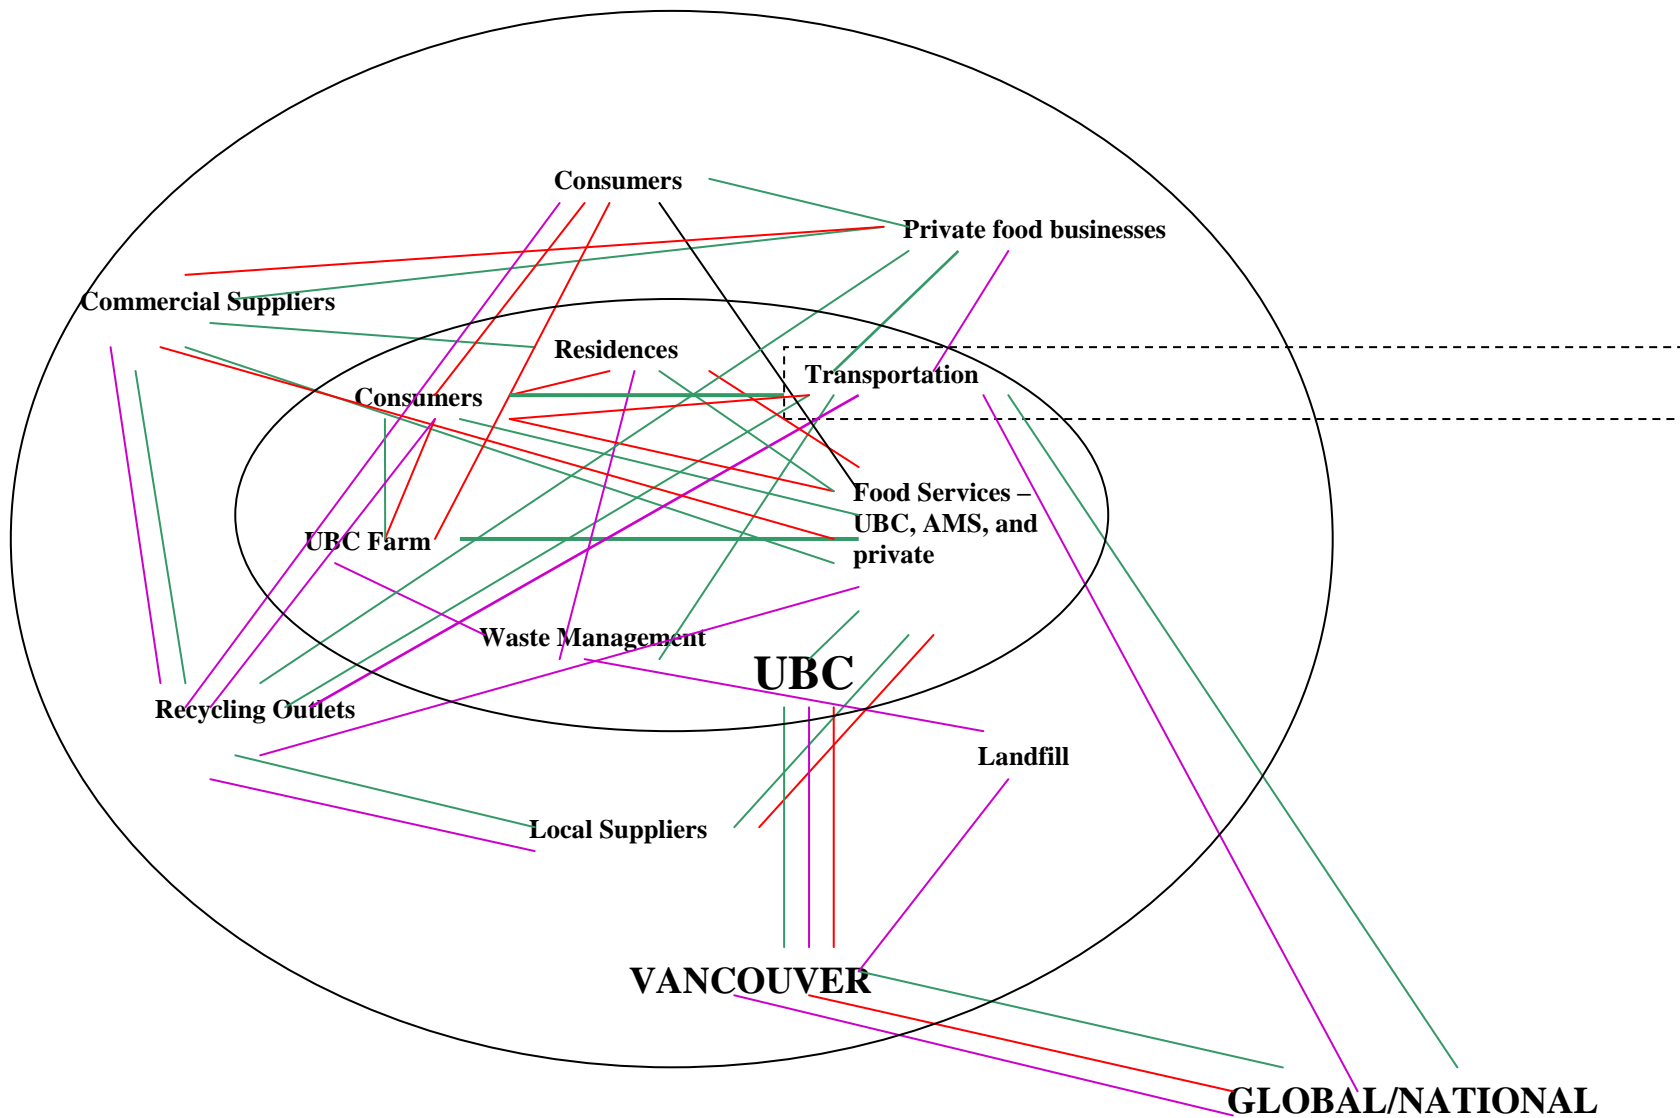 Consumers
Private food businesses
Commercial Suppliers
Residences
Transportation
Consumers
Food Services –
UBC, AMS, and
private
UBC Farm
Waste Management
UBC
Recycling Outlets
Landfill
Local Suppliers
VANCOUVER
GLOBAL/NATIONAL